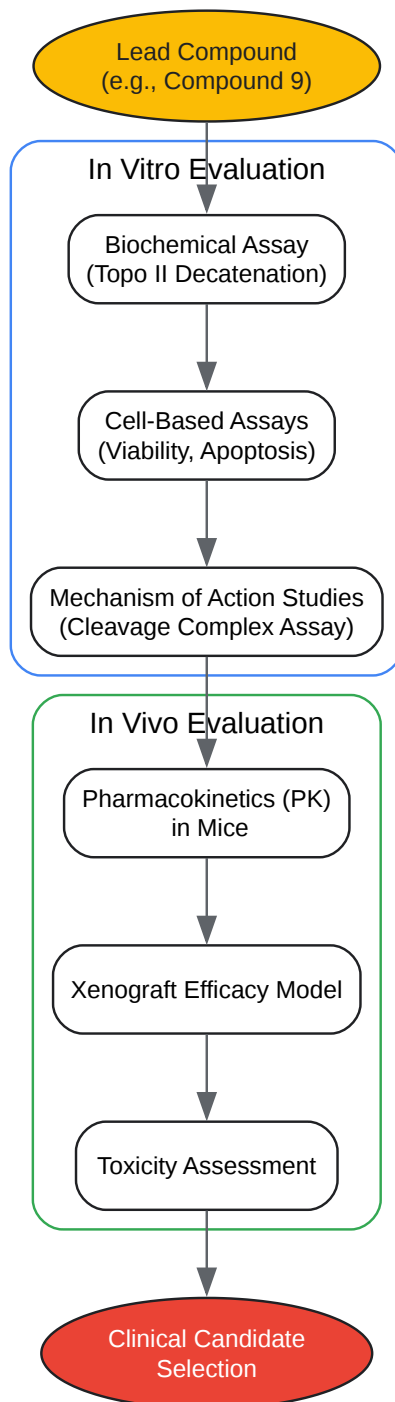 Lead Compound
(e.g., Compound 9)
In Vitro Evaluation
Biochemical Assay
(Topo II Decatenation)
Cell-Based Assays
(Viability, Apoptosis)
Mechanism of Action Studies
(Cleavage Complex Assay)
In Vivo Evaluation
Pharmacokinetics (PK)
in Mice
Xenograft Efficacy Model
Toxicity Assessment
Clinical Candidate
Selection